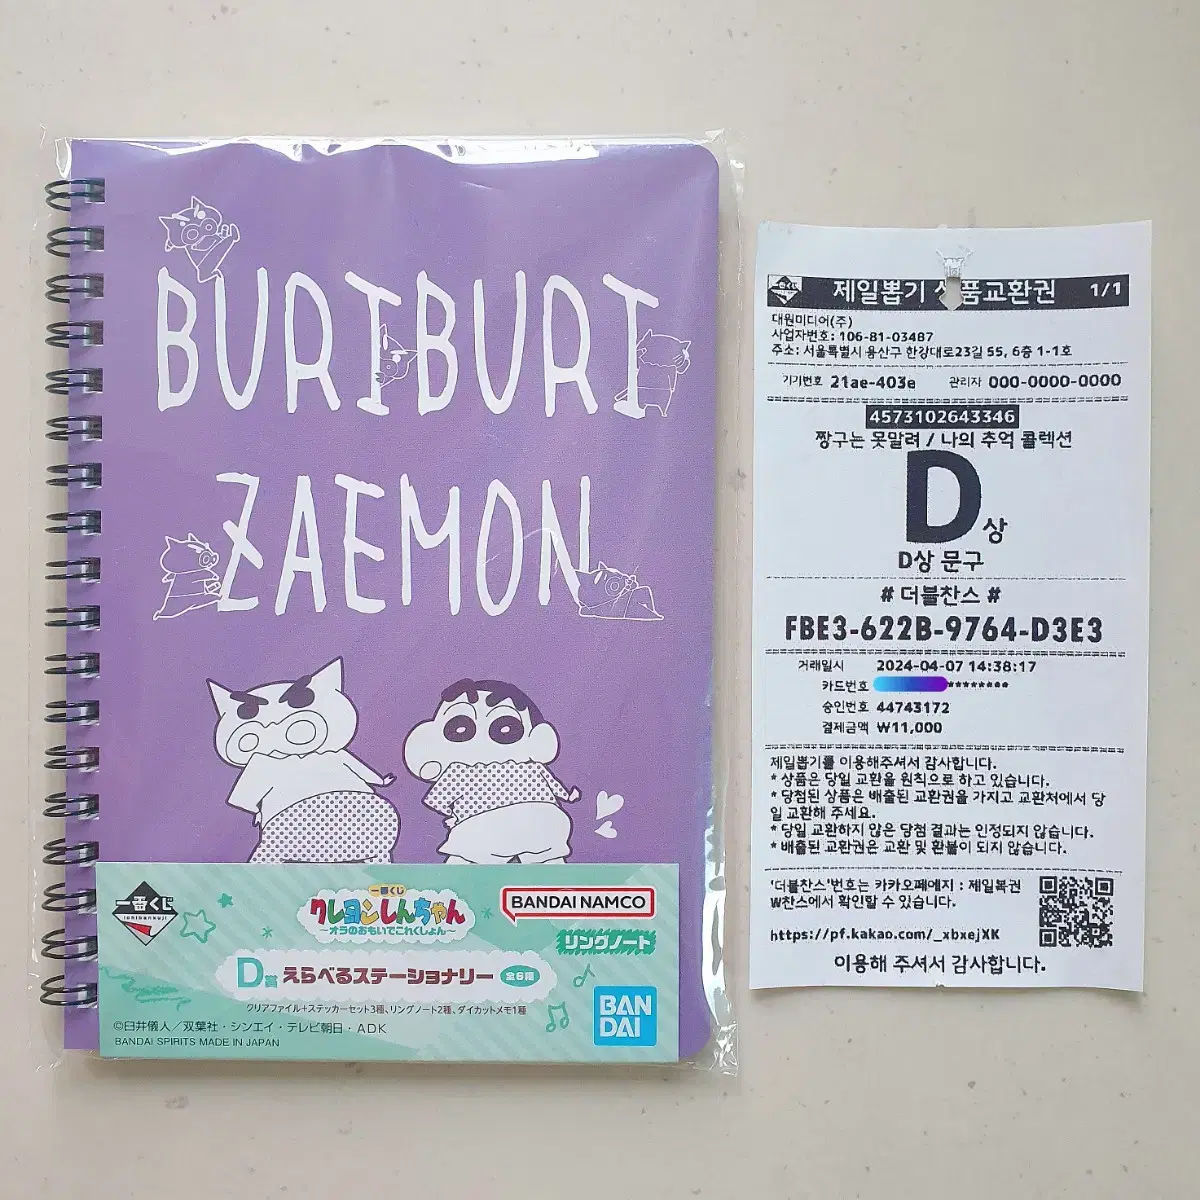 BURIBURI
ZAEMON
一番くじ
ichibankuji
一番くじ
クレヨンしんちゃん
～オラのおもいでこれくしょん～
BANDAI NAMCO
リングノート
D賞 えらべるステーショナリー 全6種
クリアファイル+ステッカーセット3種、リングノート2種、ダイカットメモ1種
©臼井儀人／双葉社・シンエイ・テレビ朝日・ADK
BANDAI SPIRITS MADE IN JAPAN
BAN
DAI
제일뽑기 상품교환권 1/1
대원미디어(주)
사업자번호: 106-81-03487
주소: 서울특별시 용산구 한강대로23길 55, 6층 1-1호
기기번호 21ae-403e 관리자 000-0000-0000
4573102643346
짱구는 못말려 / 나의 추억 콜렉션
D상
D상 문구
# 더블찬스 #
FBE3-622B-9764-D3E3
거래일시 2024-04-07 14:38:17
카드번호 ********
승인번호 44743172
결제금액 ₩11,000
제일뽑기를 이용해주셔서 감사합니다.
* 상품은 당일 교환을 원칙으로 하고 있습니다.
* 당첨된 상품은 배출된 교환권을 가지고 교환처에서 당
일 교환해 주세요.
* 당일 교환하지 않은 당첨 결과는 인정되지 않습니다.
* 배출된 교환권은 교환 및 환불이 되지 않습니다.
'더블찬스'번호는 카카오페에지 : 제일복권
W찬스에서 확인할 수 있습니다.
https://pf.kakao.com/_xbxejXK
이용해 주셔서 감사합니다.